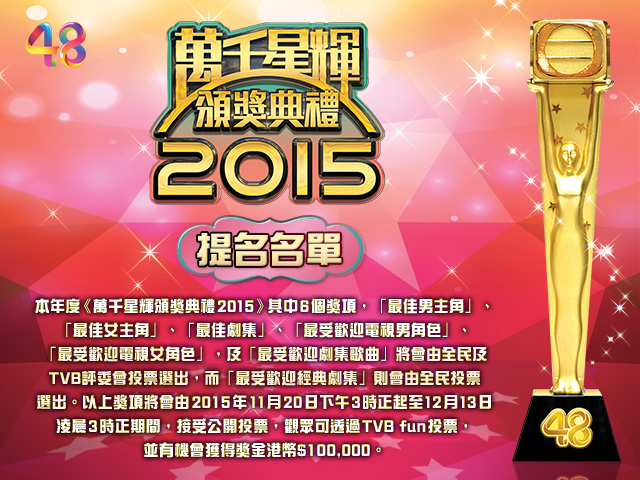 48
萬千星輝
頒獎典禮
2015
提名名單
本年度《萬千星輝頒獎典禮2015》其中6個獎項，「最佳男主角」、
「最佳女主角」、「最佳劇集」、「最受歡迎電視男角色」、
「最受歡迎電視女角色」，及「最受歡迎劇集歌曲」將會由全民及
TVB評委會投票選出，而「最受歡迎經典劇集」則會由全民投票
選出。以上獎項將會由2015年11月20日下午3時正起至12月13日
凌晨3時正期間，接受公開投票，觀眾可透過TVB fun投票，
並有機會獲得獎金港幣$100,000。
48